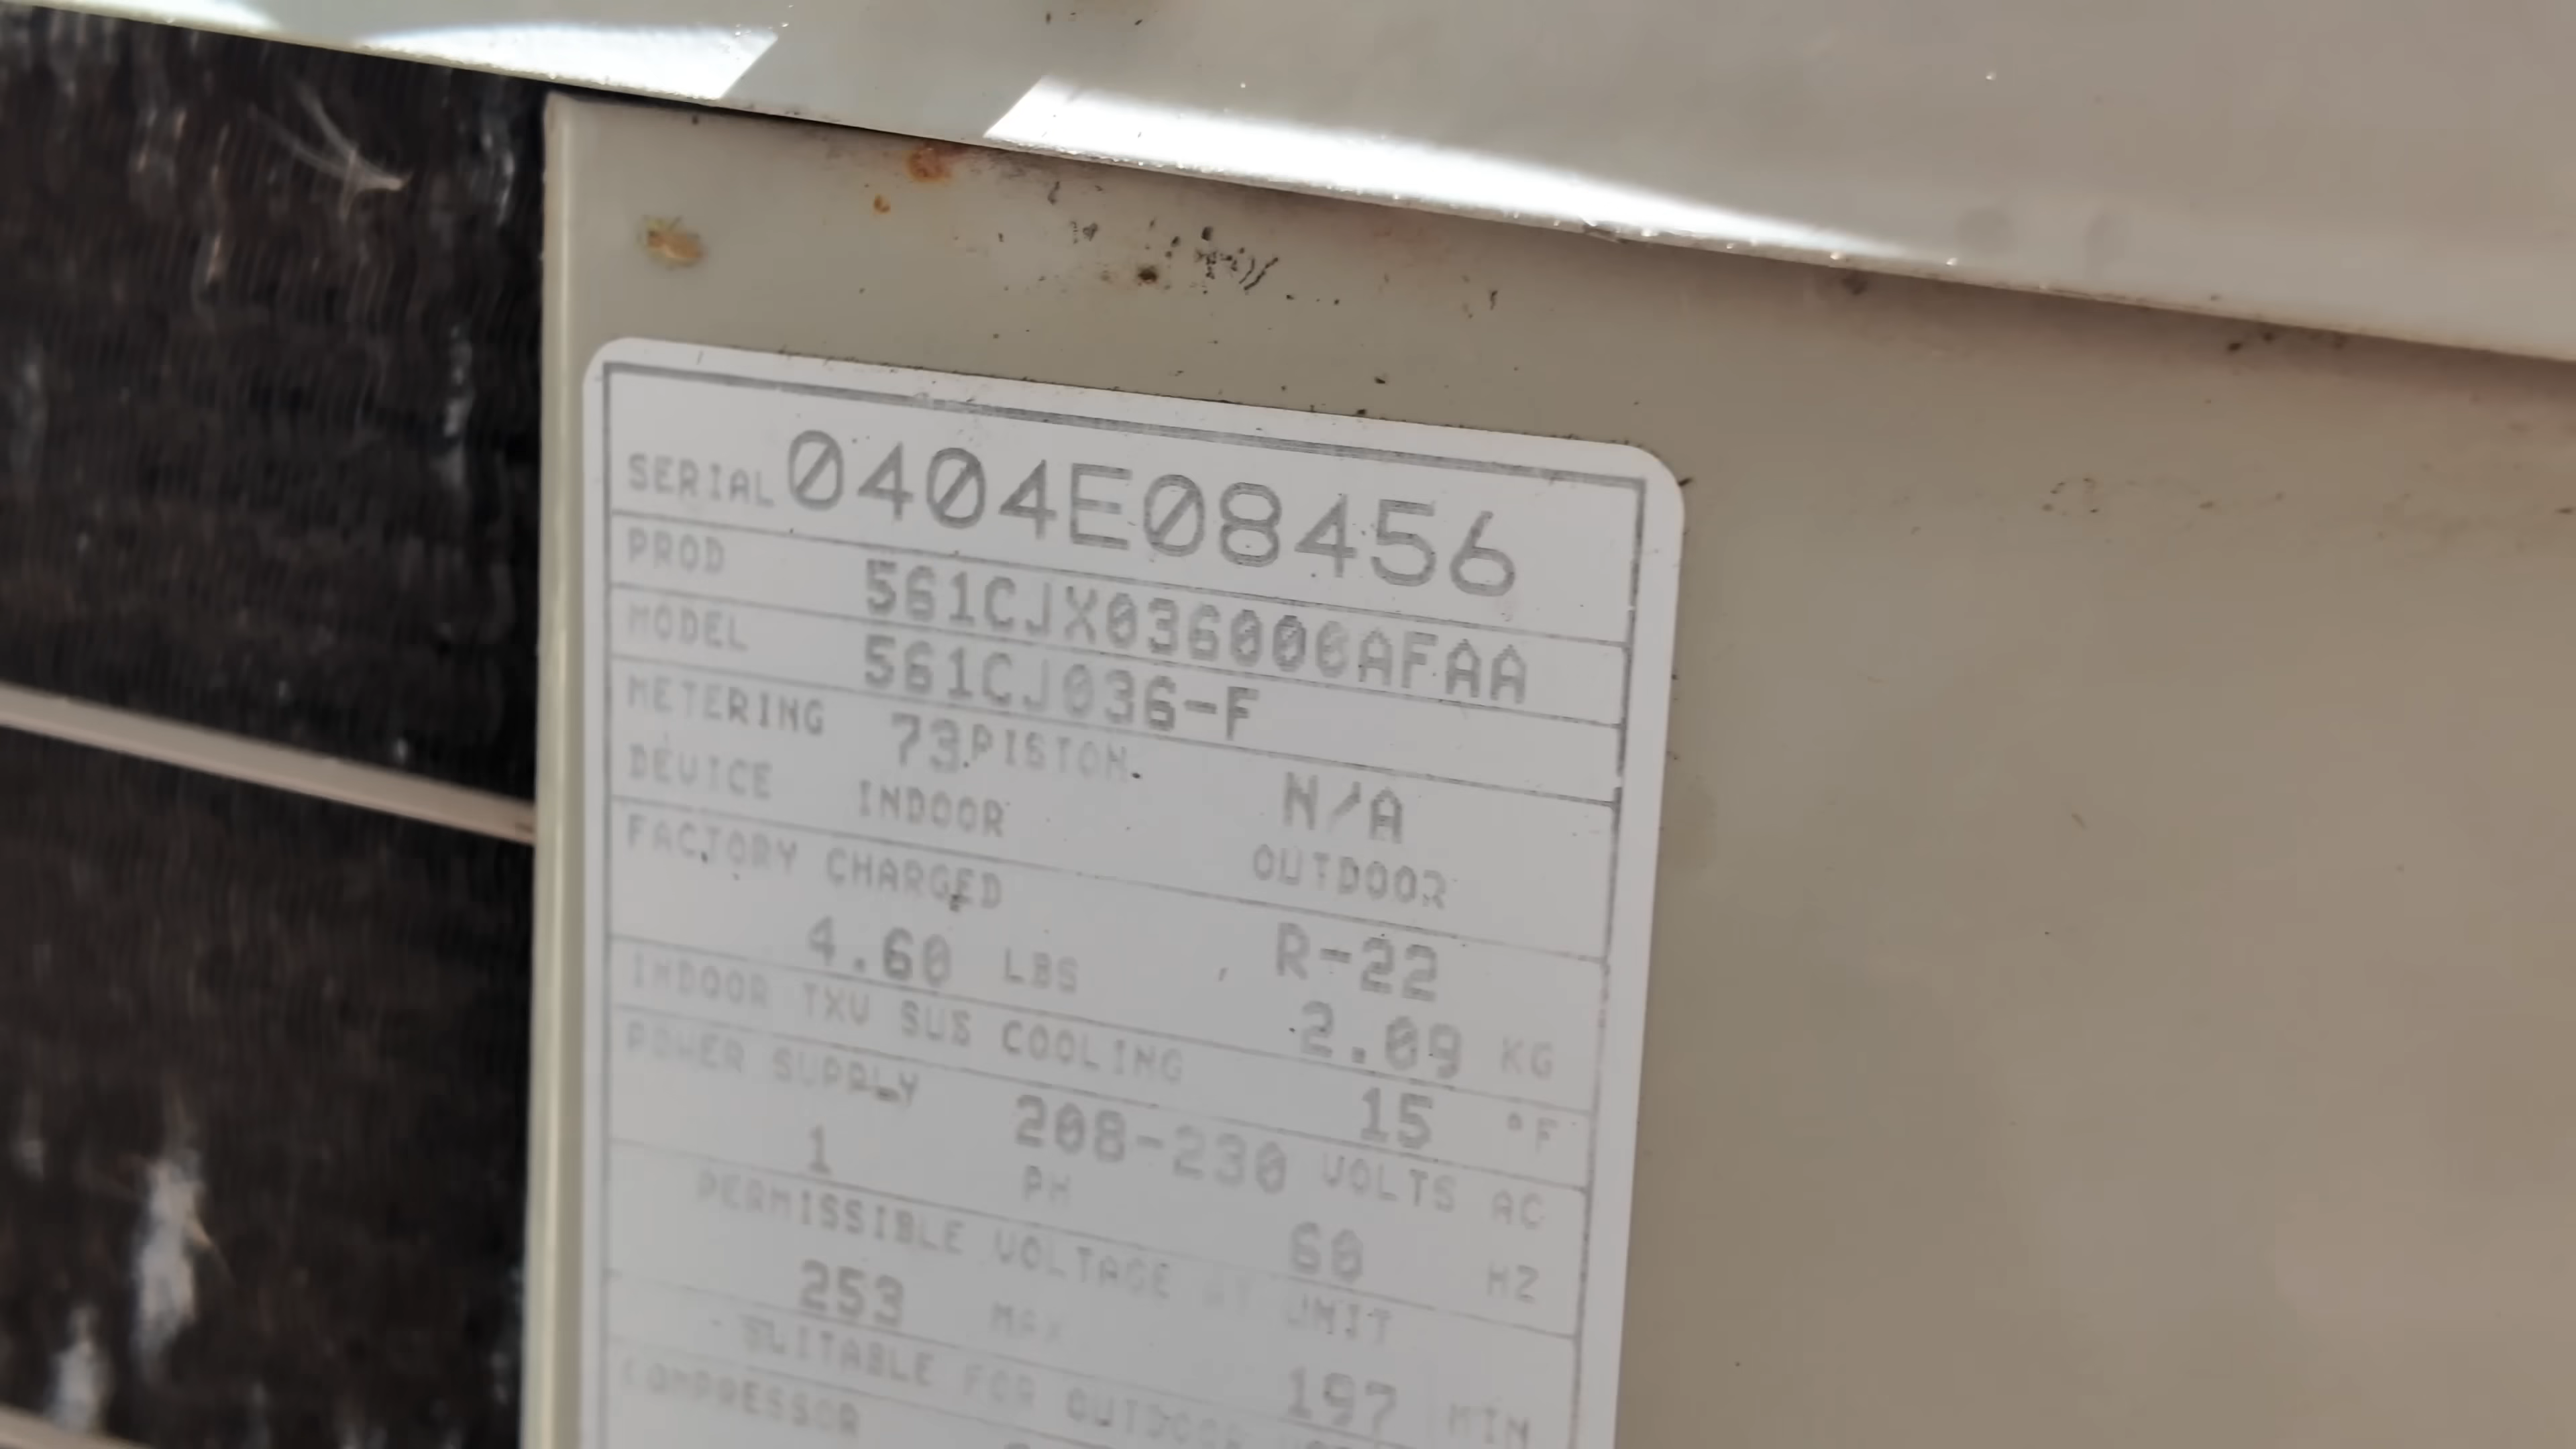 SERIAL 0404E08456
PROD 561CJX036000AFAA
MODEL 561CJ036-F
METERING 73 PISTON N/A
DEVICE INDOOR OUTDOOR
FACTORY CHARGED R-22
4.60 LBS 2.09 KG
INDOOR TXV SUB COOLING 15 °F
POWER SUPPLY 208-230 VOLTS AC
1 PH 60 HZ
PERMISSIBLE VOLTAGE AT UNIT
253 MAX 197 MIN
SUITABLE FOR OUTDOOR
COMPRESSOR